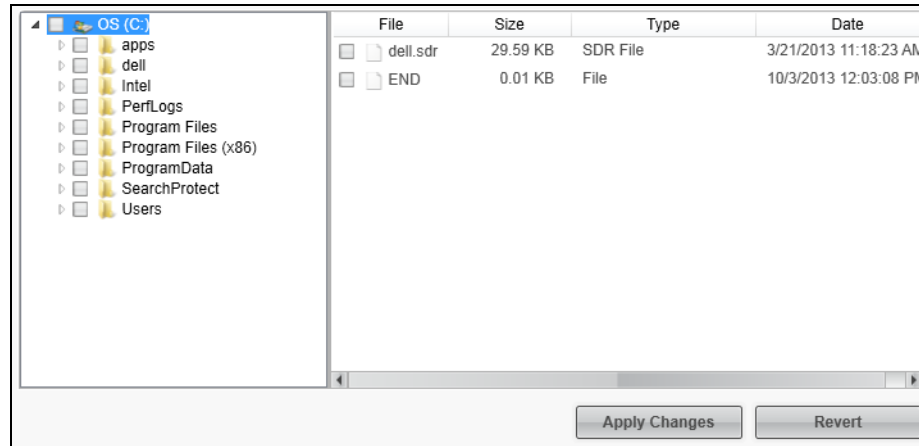 OS (C:)
apps
dell
Intel
PerfLogs
Program Files
Program Files (x86)
ProgramData
SearchProtect
Users
File Size Type Date
dell.sdr 29.59 KB SDR File 3/21/2013 11:18:23 AM
END 0.01 KB File 10/3/2013 12:03:08 PM
Apply Changes Revert